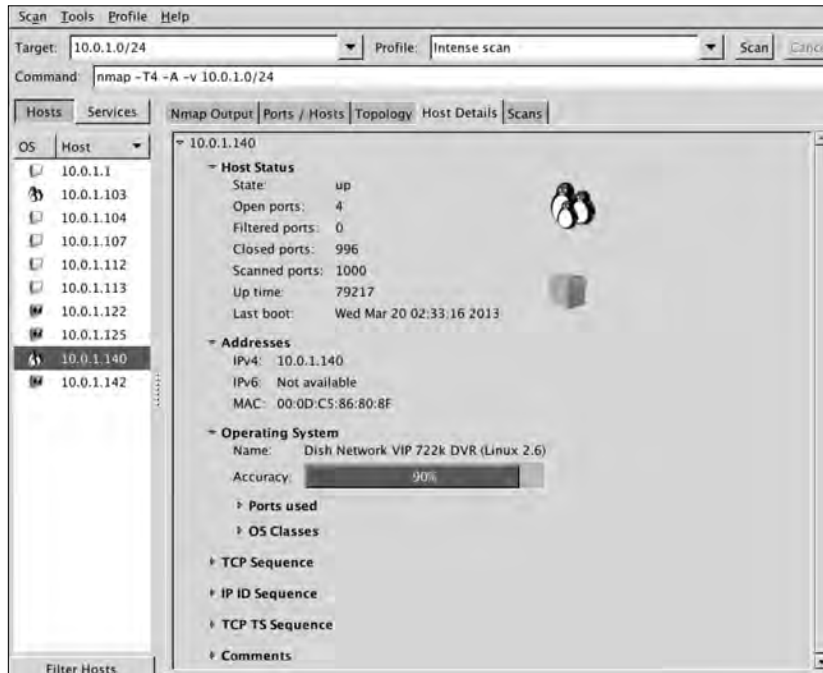 Scan Tools Profile Help
Target: 10.0.1.0/24 Profile: Intense scan Scan Cance
Command: nmap -T4 -A -v 10.0.1.0/24
Hosts Services Nmap Output Ports / Hosts Topology Host Details Scans
OS Host
10.0.1.1
10.0.1.103
10.0.1.104
10.0.1.107
10.0.1.112
10.0.1.113
10.0.1.122
10.0.1.125
10.0.1.140
10.0.1.142
Filter Hosts
10.0.1.140
Host Status
State: up
Open ports: 4
Filtered ports: 0
Closed ports: 996
Scanned ports: 1000
Up time: 79217
Last boot: Wed Mar 20 02:33:16 2013
Addresses
IPv4: 10.0.1.140
IPv6: Not available
MAC: 00:0D:C5:86:80:8F
Operating System
Name: Dish Network VIP 722k DVR (Linux 2.6)
Accuracy: 90%
Ports used
OS Classes
TCP Sequence
IP ID Sequence
TCP TS Sequence
Comments